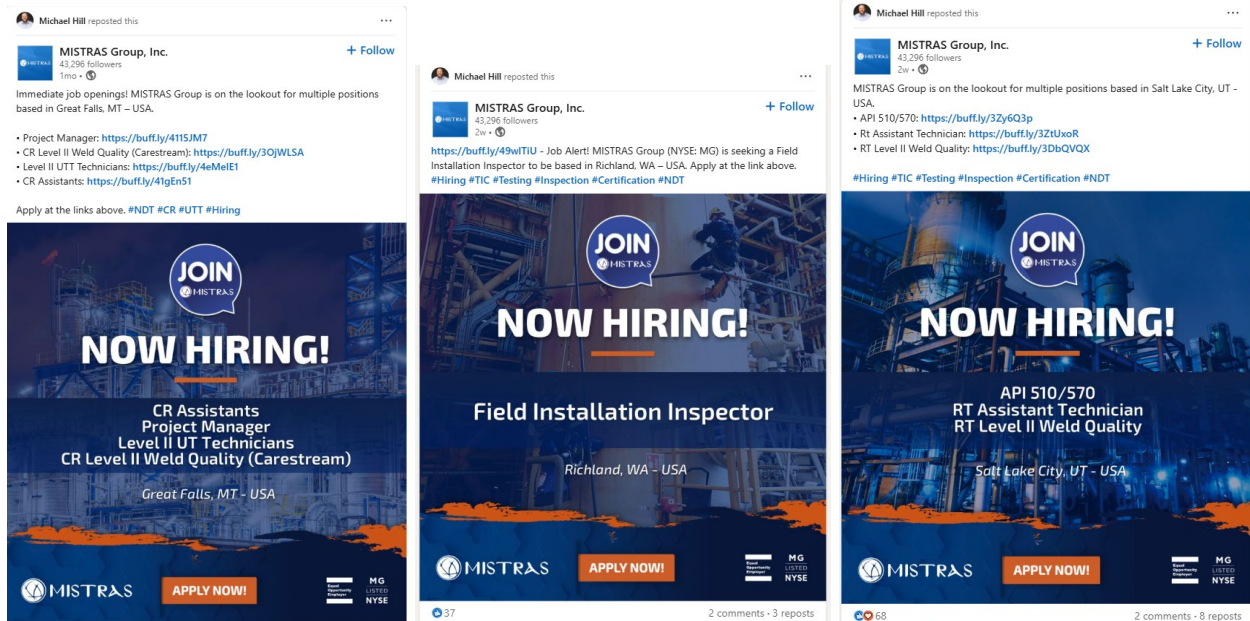 Michael Hill reposted this
MISTRAS Group, Inc.
+ Follow
43,296 followers
1mo •
Immediate job openings! MISTRAS Group is on the lookout for multiple positions
based in Great Falls, MT – USA.
• Project Manager: https://buff.ly/4115JM7
• CR Level II Weld Quality (Carestream): https://buff.ly/3OjWLSA
• Level II UTT Technicians: https://buff.ly/4eMeIE1
• CR Assistants: https://buff.ly/41gEn51
Apply at the links above. #NDT #CR #UTT #Hiring
JOIN
MISTRAS
NOW HIRING!
CR Assistants
Project Manager
Level II UT Technicians
CR Level II Weld Quality (Carestream)
Great Falls, MT - USA
MISTRAS
APPLY NOW!
Equal
Opportunity
Employer
MG
LISTED
NYSE
Michael Hill reposted this
MISTRAS Group, Inc.
+ Follow
43,296 followers
2w •
https://buff.ly/49wlTiU - Job Alert! MISTRAS Group (NYSE: MG) is seeking a Field
Installation Inspector to be based in Richland, WA – USA. Apply at the link above.
#Hiring #TIC #Testing #Inspection #Certification #NDT
JOIN
MISTRAS
NOW HIRING!
Field Installation Inspector
Richland, WA - USA
MISTRAS
APPLY NOW!
Equal
Opportunity
Employer
MG
LISTED
NYSE
37
2 comments • 3 reposts
Michael Hill reposted this
MISTRAS Group, Inc.
+ Follow
43,296 followers
2w •
MISTRAS Group is on the lookout for multiple positions based in Salt Lake City, UT -
USA.
• API 510/570: https://buff.ly/3Zy6Q3p
• Rt Assistant Technician: https://buff.ly/3ZtUxoR
• RT Level II Weld Quality: https://buff.ly/3DbQVQX
#Hiring #TIC #Testing #Inspection #Certification #NDT
JOIN
MISTRAS
NOW HIRING!
API 510/570
RT Assistant Technician
RT Level II Weld Quality
Salt Lake City, UT - USA
MISTRAS
APPLY NOW!
Equal
Opportunity
Employer
MG
LISTED
NYSE
68
2 comments • 8 reposts